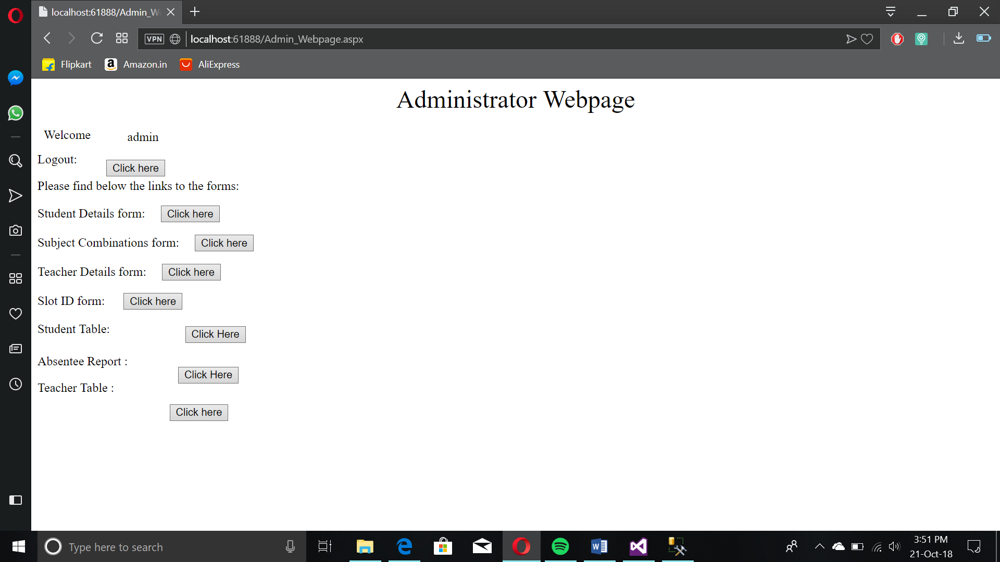 localhost:61888/Admin_W
VPN localhost:61888/Admin_Webpage.aspx
Flipkart Amazon.in AliExpress
Administrator Webpage
Welcome admin
Logout: Click here
Please find below the links to the forms:
Student Details form: Click here
Subject Combinations form: Click here
Teacher Details form: Click here
Slot ID form: Click here
Student Table: Click Here
Absentee Report : Click Here
Teacher Table : Click here
Type here to search
3:51 PM
21-Oct-18